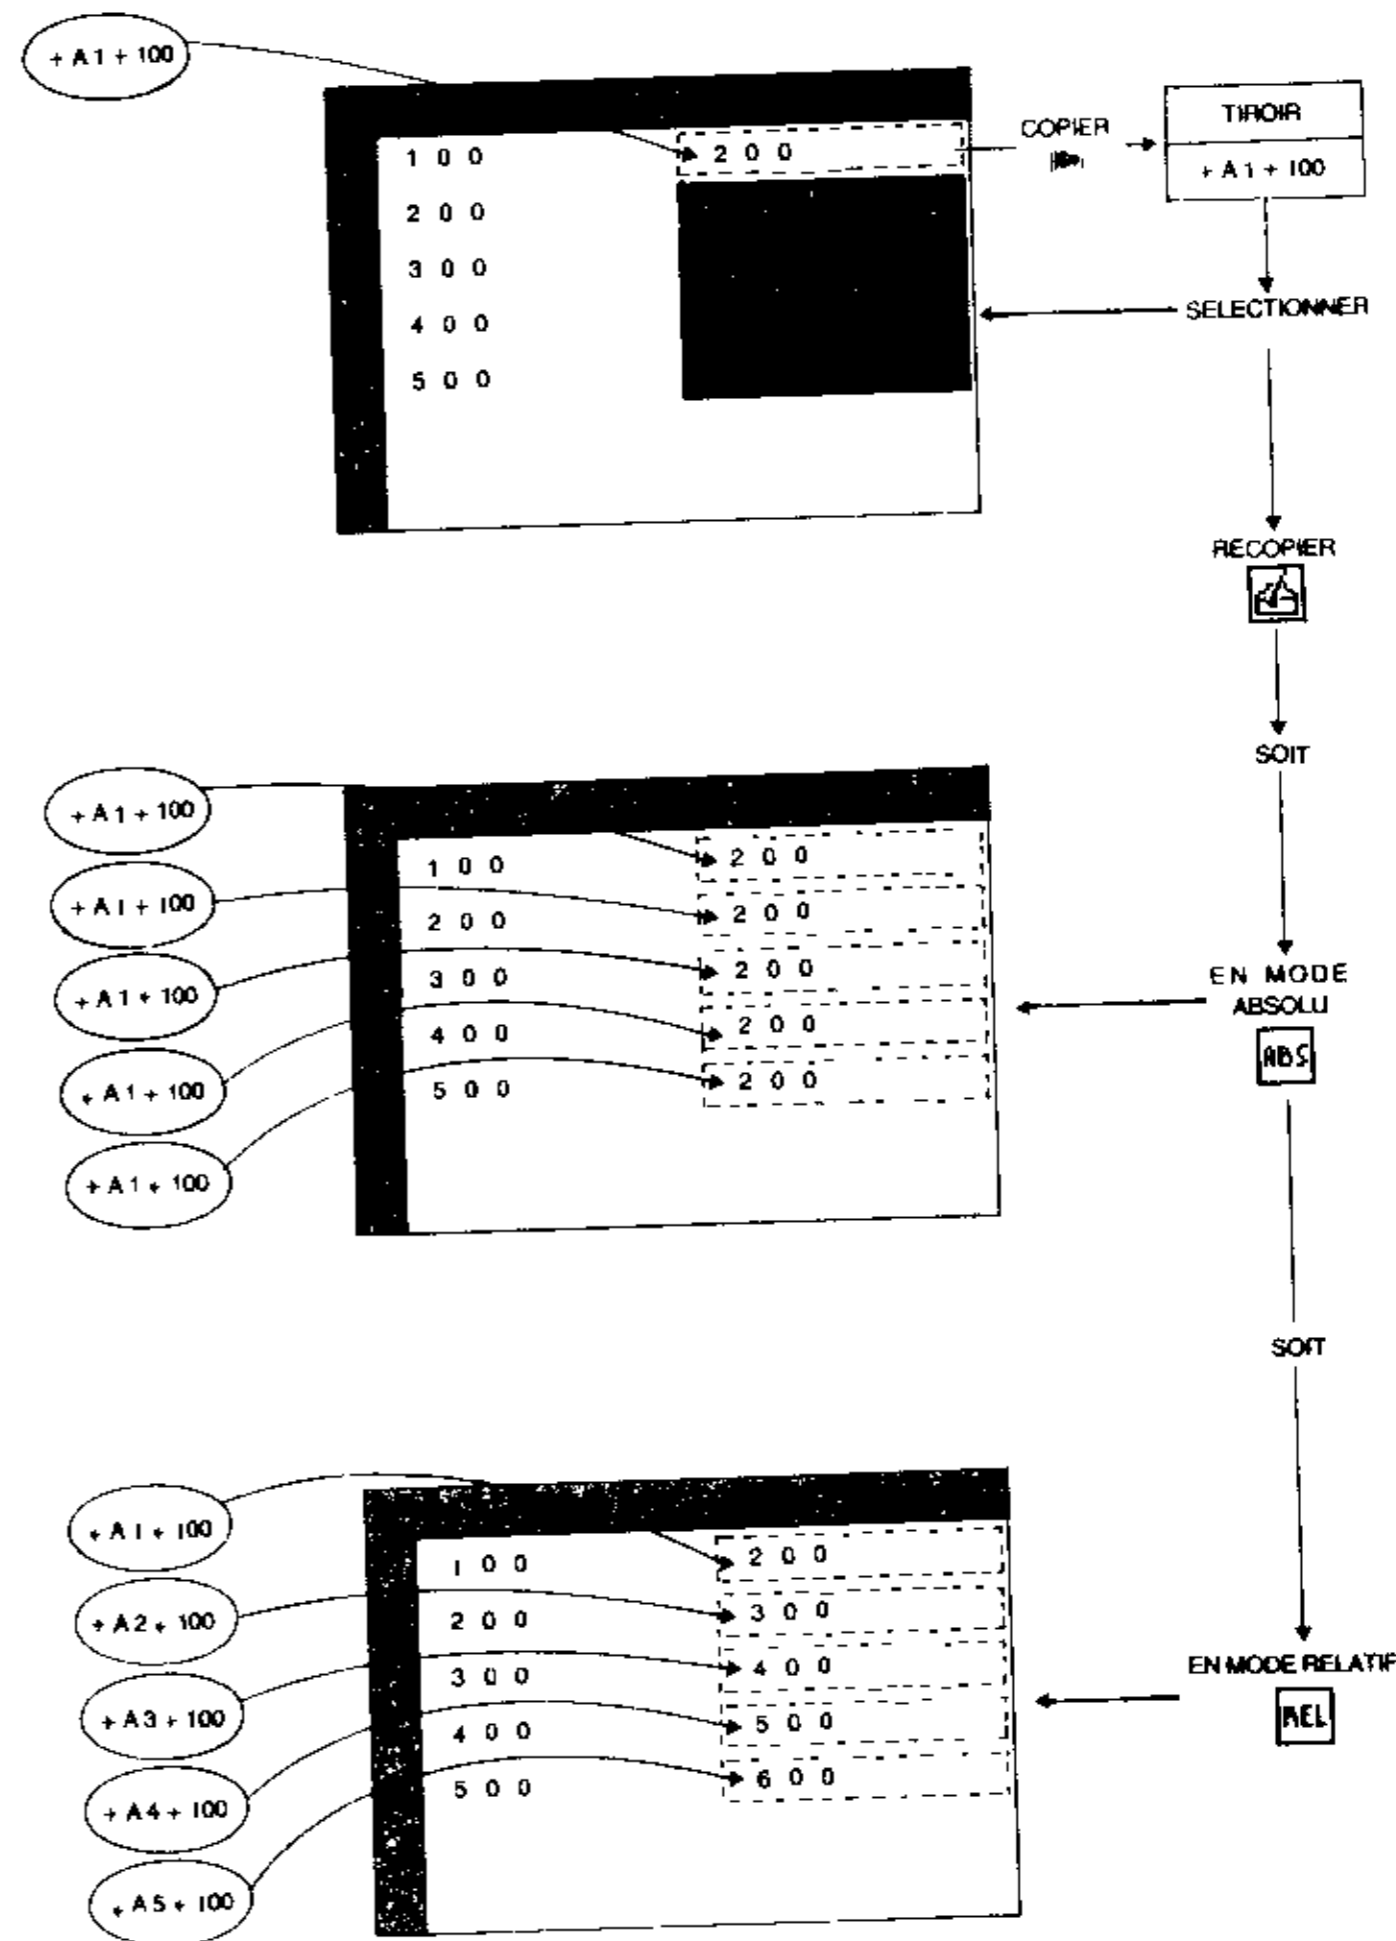 + A 1 + 100
1 0 0
2 0 0
COPIER
TIROIR
+ A 1 + 100
2 0 0
3 0 0
4 0 0
5 0 0
SELECTIONNER
RECOPIER
SOIT
+ A 1 + 100
1 0 0
2 0 0
+ A 1 + 100
2 0 0
2 0 0
+ A 1 + 100
3 0 0
2 0 0
+ A 1 + 100
4 0 0
2 0 0
+ A 1 + 100
5 0 0
2 0 0
EN MODE
ABSOLU
ABS
SOIT
+ A 1 + 100
1 0 0
2 0 0
+ A 2 + 100
2 0 0
3 0 0
+ A 3 + 100
3 0 0
4 0 0
+ A 4 + 100
4 0 0
5 0 0
+ A 5 + 100
5 0 0
6 0 0
EN MODE RELATIF
REL